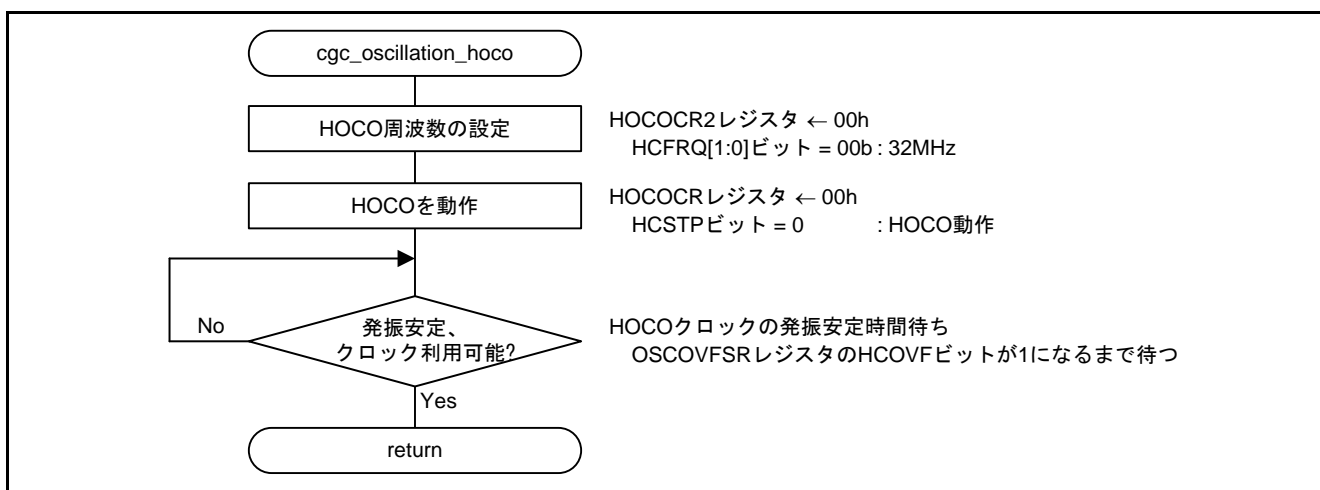 cgc_oscillation_hoco
HOCO周波数の設定
HOCOCR2レジスタ ← 00h
HCFRQ[1:0]ビット = 00b : 32MHz
HOCOを動作
HOCOCRレジスタ ← 00h
HCSTPビット = 0 : HOCO動作
No
発振安定、
クロック利用可能?
HOCOクロックの発振安定時間待ち
OSCOVFSRレジスタのHCOVFビットが1になるまで待つ
Yes
return